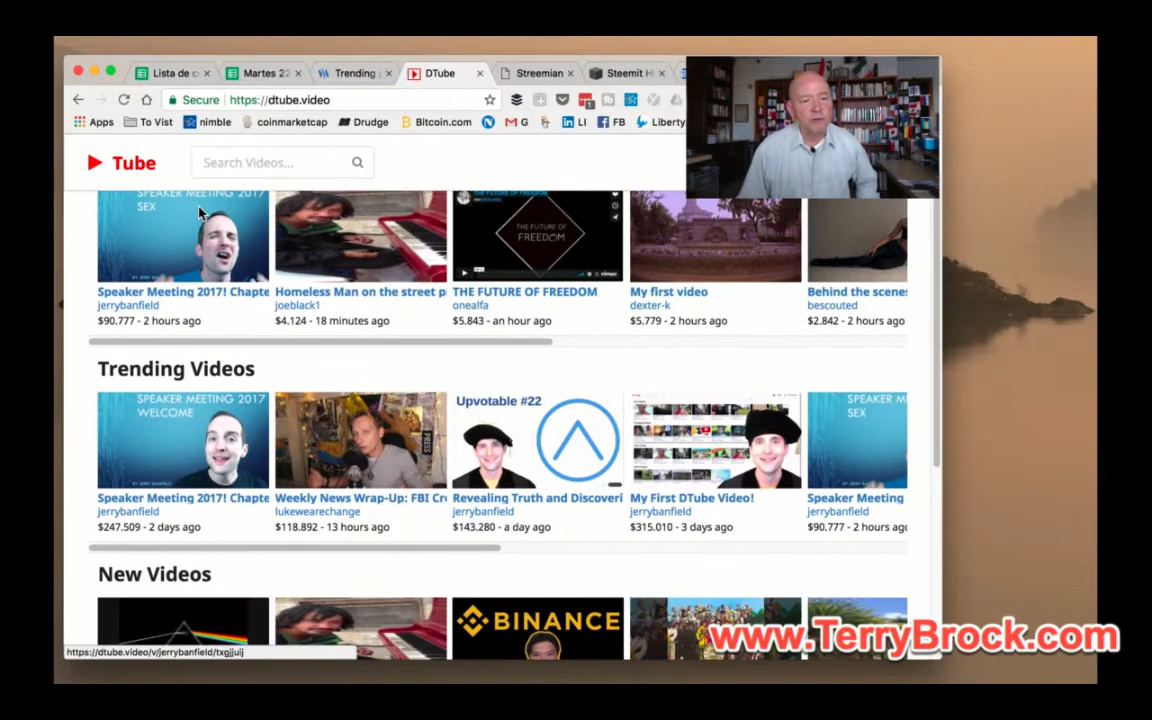 Lista de c
Martes 22
Trending
DTube
Streemian
Steemit H
Secure
https://dtube.video
Apps
To Vist
nimble
coinmarketcap
Drudge
Bitcoin.com
G
LI
FB
Liberty
Tube
Search Videos...
SPEAKER MEETING 2017
SEX
THE FUTURE OF
FREEDOM
Speaker Meeting 2017! Chapte
jerrybanfield
$90.777 - 2 hours ago
Homeless Man on the street p
joeblack1
$4.124 - 18 minutes ago
THE FUTURE OF FREEDOM
onealfa
$5.843 - an hour ago
My first video
dexter-k
$5.779 - 2 hours ago
Behind the scenes
bescouted
$2.842 - 2 hours ago
Trending Videos
SPEAKER MEETING 2017
WELCOME
PRESS
Upvotable #22
SPEAKER M
SEX
Speaker Meeting 2017! Chapte
jerrybanfield
$247.509 - 2 days ago
Weekly News Wrap-Up: FBI Cr
lukewearechange
$118.892 - 13 hours ago
Revealing Truth and Discoveri
jerrybanfield
$143.280 - a day ago
My First DTube Video!
jerrybanfield
$315.010 - 3 days ago
Speaker Meeting
jerrybanfield
$90.777 - 2 hours ago
New Videos
BINANCE
www.TerryBrock.com
https://dtube.video/v/jerrybanfield/txgjjuij